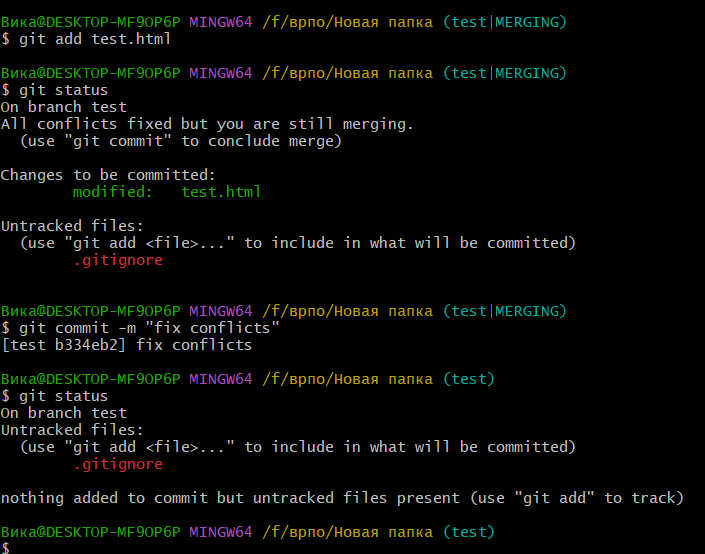 Вика@DESKTOP-MF9OP6P MINGW64 /f/врпо/Новая папка (test|MERGING)
$ git add test.html
Вика@DESKTOP-MF9OP6P MINGW64 /f/врпо/Новая папка (test|MERGING)
$ git status
On branch test
All conflicts fixed but you are still merging.
  (use "git commit" to conclude merge)
Changes to be committed:
        modified:   test.html
Untracked files:
  (use "git add <file>..." to include in what will be committed)
        .gitignore
Вика@DESKTOP-MF9OP6P MINGW64 /f/врпо/Новая папка (test|MERGING)
$ git commit -m "fix conflicts"
[test b334eb2] fix conflicts
Вика@DESKTOP-MF9OP6P MINGW64 /f/врпо/Новая папка (test)
$ git status
On branch test
Untracked files:
  (use "git add <file>..." to include in what will be committed)
        .gitignore
nothing added to commit but untracked files present (use "git add" to track)
Вика@DESKTOP-MF9OP6P MINGW64 /f/врпо/Новая папка (test)
$